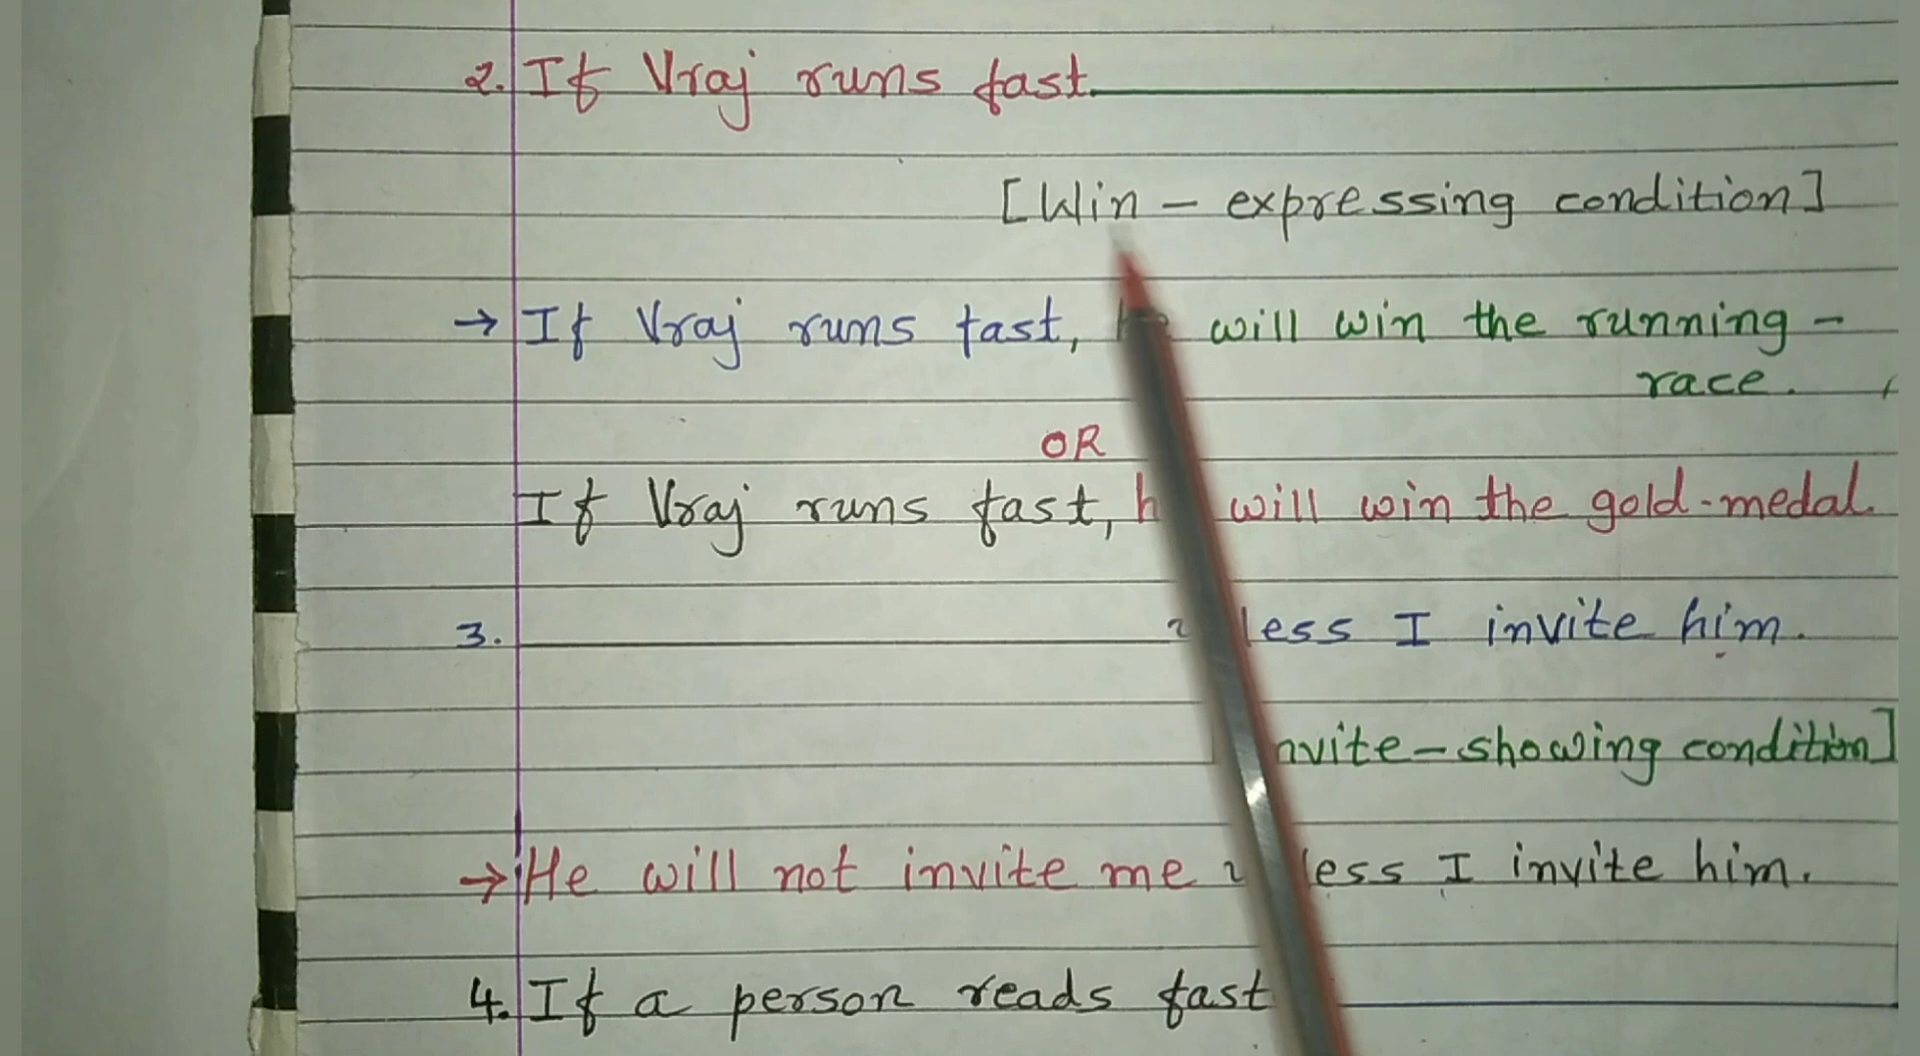 2. If Vraj runs fast.
[Win - expressing condition]
→ If Vraj runs fast, will win the running -
race.
OR
If Vraj runs fast, will win the gold-medal.
3. I invite him.
- showing condition]
→ He will not invite me I invite him.
4. If a person reads fast